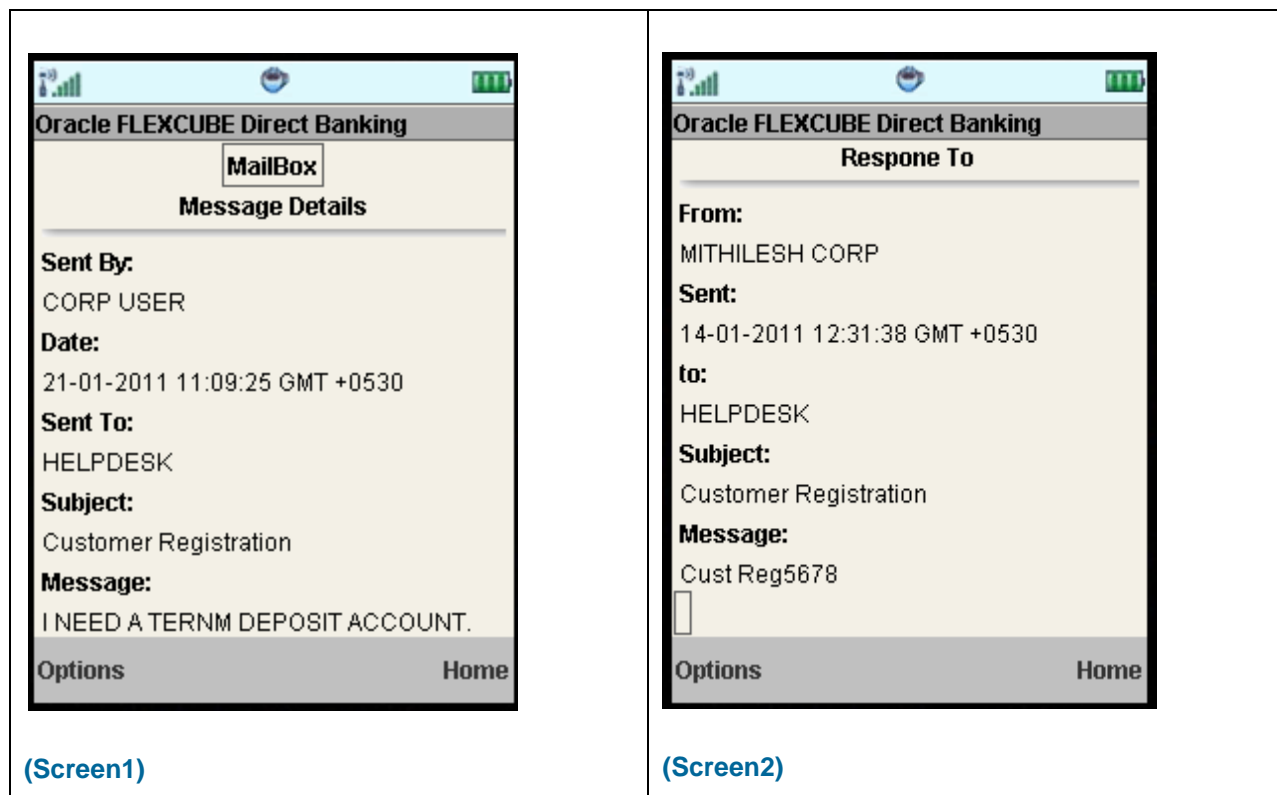 Oracle FLEXCUBE Direct Banking
MailBox
Message Details
Sent By:
CORP USER
Date:
21-01-2011 11:09:25 GMT +0530
Sent To:
HELPDESK
Subject:
Customer Registration
Message:
I NEED A TERNM DEPOSIT ACCOUNT.
Options Home
(Screen1)
Oracle FLEXCUBE Direct Banking
Respone To
From:
MITHILESH CORP
Sent:
14-01-2011 12:31:38 GMT +0530
to:
HELPDESK
Subject:
Customer Registration
Message:
Cust Reg5678
Options Home
(Screen2)